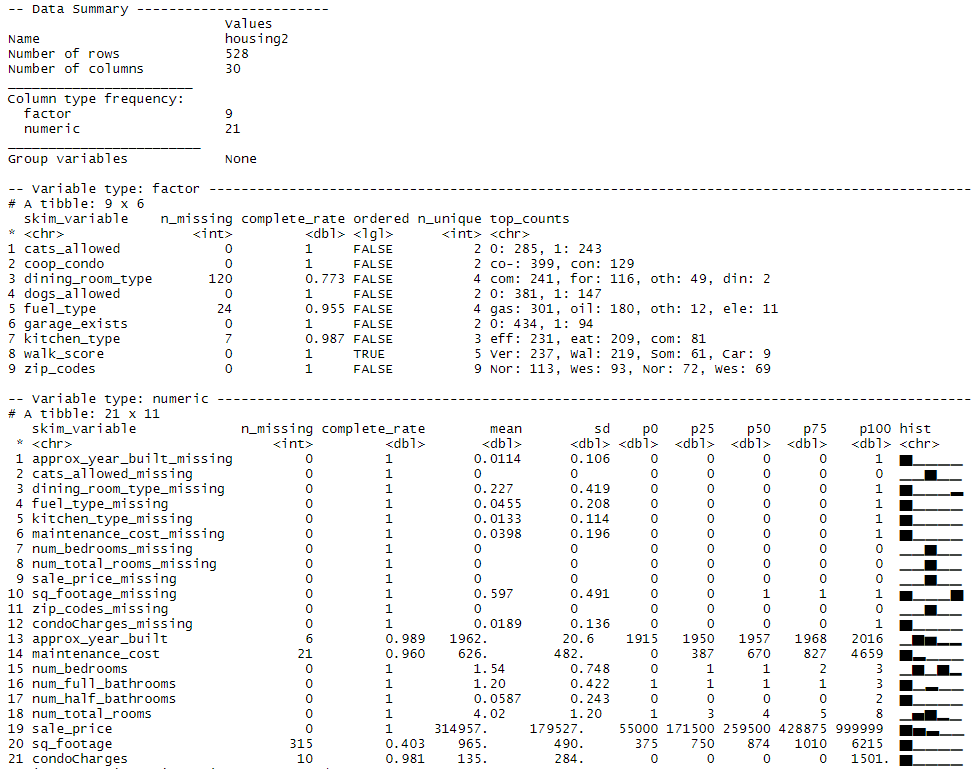 -- Data Summary ------------------------
                           Values
Name                       housing2
Number of rows             528
Number of columns          30
_______________________
Column type frequency:
  factor                   9
  numeric                  21
________________________
Group variables            None

-- Variable type: factor ------------------------------------------------------------------------------------------------
# A tibble: 9 x 6
  skim_variable    n_missing complete_rate ordered n_unique top_counts
* <chr>                <int>         <dbl> <lgl>      <int> <chr>
1 cats_allowed             0         1     FALSE          2 0: 285, 1: 243
2 coop_condo               0         1     FALSE          2 co-: 399, con: 129
3 dining_room_type       120         0.773 FALSE          4 com: 241, for: 116, oth: 49, din: 2
4 dogs_allowed             0         1     FALSE          2 0: 381, 1: 147
5 fuel_type               24         0.955 FALSE          4 gas: 301, oil: 180, oth: 12, ele: 11
6 garage_exists            0         1     FALSE          2 0: 434, 1: 94
7 kitchen_type             7         0.987 FALSE          3 eff: 231, eat: 209, com: 81
8 walk_score               0         1     TRUE           5 Ver: 237, Wal: 219, Som: 61, Car: 9
9 zip_codes                0         1     FALSE          9 Nor: 113, Wes: 93, Nor: 72, Wes: 69

-- Variable type: numeric -----------------------------------------------------------------------------------------------
# A tibble: 21 x 11
   skim_variable             n_missing complete_rate        mean         sd    p0    p25    p50    p75   p100 hist
 * <chr>                         <int>         <dbl>       <dbl>      <dbl> <dbl>  <dbl>  <dbl>  <dbl>  <dbl> <chr>
 1 approx_year_built_missing         0         1          0.0114      0.106     0      0      0      0      1
 2 cats_allowed_missing              0         1          0           0         0      0      0      0      0
 3 dining_room_type_missing          0         1          0.227       0.419     0      0      0      0      1
 4 fuel_type_missing                 0         1          0.0455      0.208     0      0      0      0      1
 5 kitchen_type_missing              0         1          0.0133      0.114     0      0      0      0      1
 6 maintenance_cost_missing          0         1          0.0398      0.196     0      0      0      0      1
 7 num_bedrooms_missing              0         1          0           0         0      0      0      0      0
 8 num_total_rooms_missing           0         1          0           0         0      0      0      0      0
 9 sale_price_missing                0         1          0           0         0      0      0      0      0
10 sq_footage_missing                0         1          0.597       0.491     0      0      1      1      1
11 zip_codes_missing                 0         1          0           0         0      0      0      0      0
12 condoCharges_missing              0         1          0.0189      0.136     0      0      0      0      1
13 approx_year_built                 6         0.989   1962.         20.6    1915   1950   1957   1968   2016
14 maintenance_cost                 21         0.960    626.        482.        0    387    670    827   4659
15 num_bedrooms                      0         1          1.54        0.748     0      1      1      2      3
16 num_full_bathrooms                0         1          1.20        0.422     1      1      1      1      3
17 num_half_bathrooms                0         1          0.0587      0.243     0      0      0      0      2
18 num_total_rooms                   0         1          4.02        1.20      1      3      4      5      8
19 sale_price                        0         1     314957.     179527.    55000 171500 259500 428875 999999
20 sq_footage                      315         0.403    965.        490.      375    750    874   1010   6215
21 condoCharges                     10         0.981    135.        284.        0      0      0      0   1501.